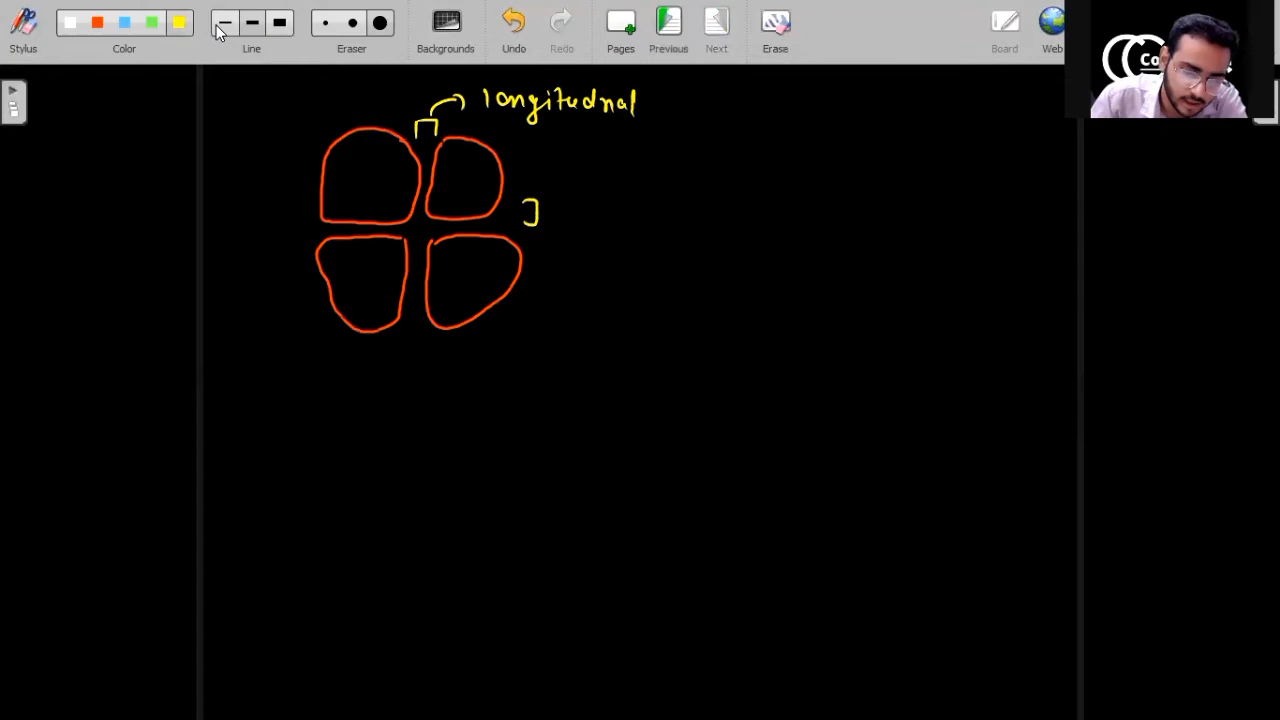 Stylus
Color
Line
Eraser
Backgrounds
Undo
Redo
Pages
Previous
Next
Erase
Board
Web
longitudnal